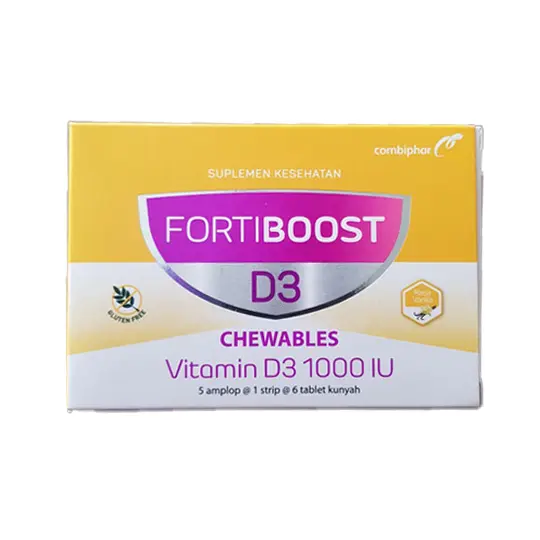 combiphar
SUPLEMEN KESEHATAN
FORTIBOOST
D3
GLUTEN FREE
Rasa
Vanila
CHEWABLES
Vitamin D3 1000 IU
5 amplop @ 1 strip @ 6 tablet kunyah